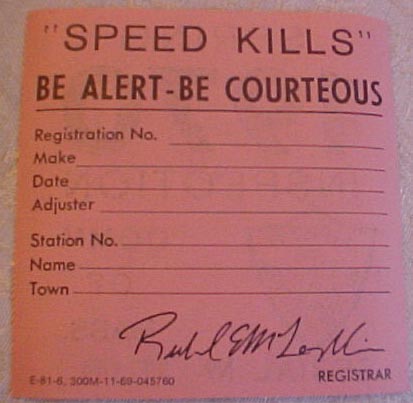 "SPEED KILLS"
BE ALERT-BE COURTEOUS
Registration No.
Make
Date
Adjuster
Station No.
Name
Town
REGISTRAR
E-81-6, 300M-11-69-045760